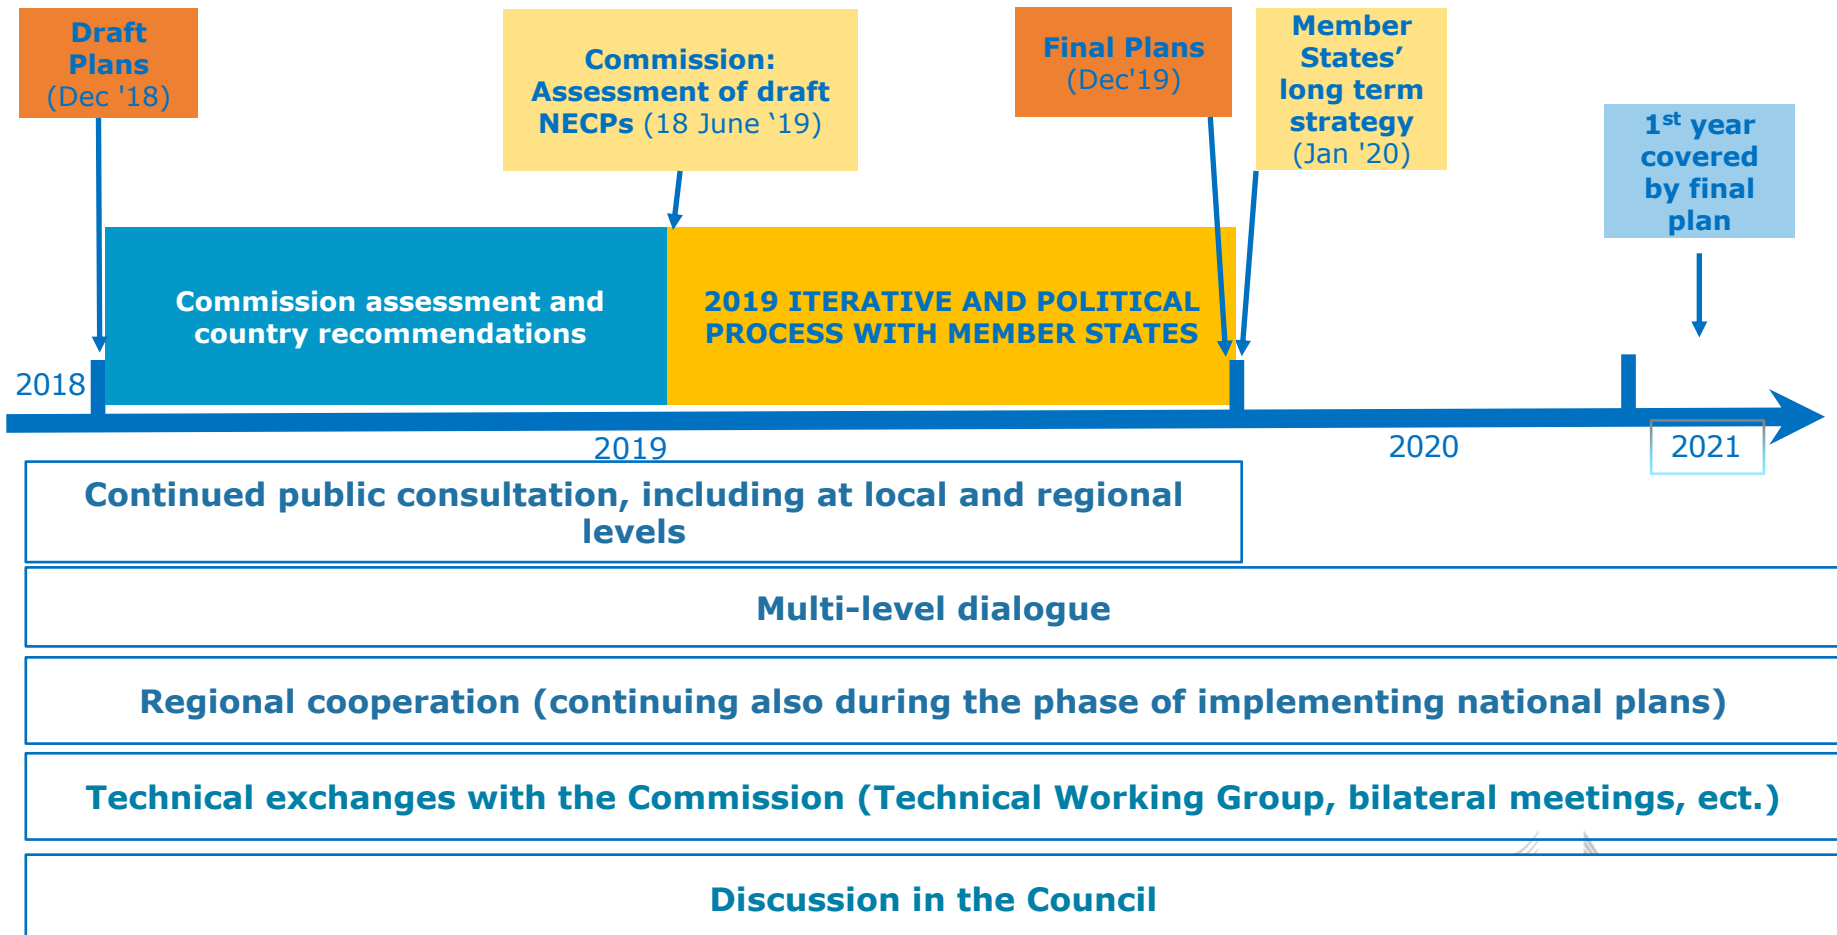 Draft
Plans
(Dec '18)
Commission:
Assessment of draft
NECPs (18 June ‘19)
Final Plans
(Dec'19)
Member
States’
long term
strategy
(Jan '20)
1st year
covered
by final
plan
Commission assessment and
country recommendations
2019 ITERATIVE AND POLITICAL
PROCESS WITH MEMBER STATES
2018
2019
2020
2021
Continued public consultation, including at local and regional
levels
Multi-level dialogue
Regional cooperation (continuing also during the phase of implementing national plans)
Technical exchanges with the Commission (Technical Working Group, bilateral meetings, ect.)
Discussion in the Council